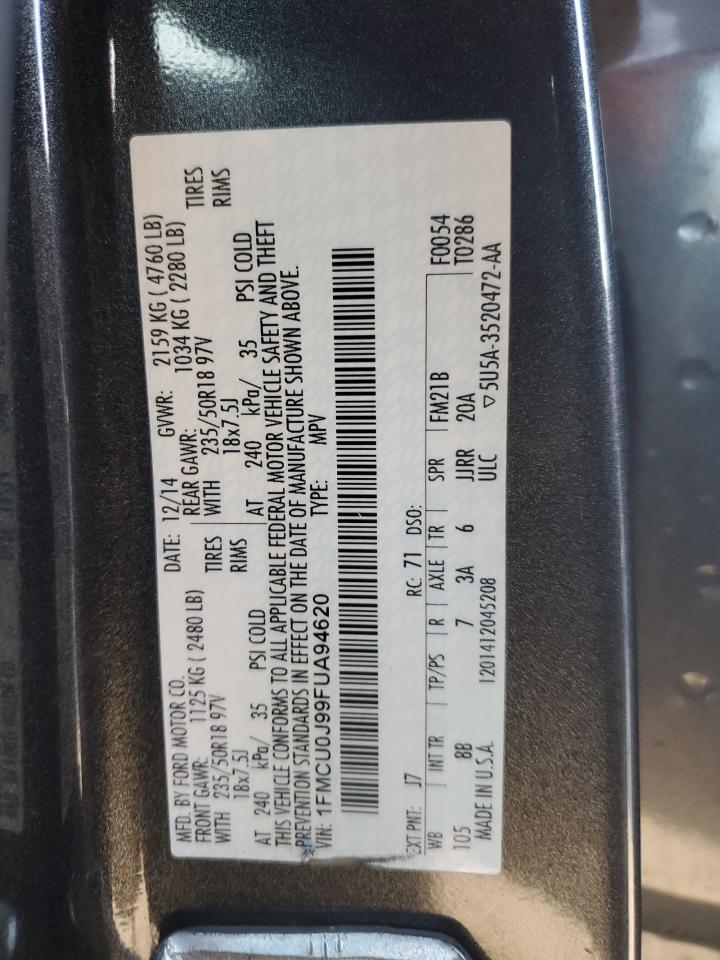 MFD. BY FORD MOTOR CO. DATE: 12/14 GVWR: 2159 KG ( 4760 LB)
FRONT GAWR: 1125 KG ( 2480 LB) REAR GAWR: 1034 KG ( 2280 LB)
WITH 235/50R18 97V TIRES WITH 235/50R18 97V TIRES
18x7.5J RIMS 18x7.5J RIMS
AT 240 kPa/ 35 PSI COLD AT 240 kPa/ 35 PSI COLD
THIS VEHICLE CONFORMS TO ALL APPLICABLE FEDERAL MOTOR VEHICLE SAFETY AND THEFT
PREVENTION STANDARDS IN EFFECT ON THE DATE OF MANUFACTURE SHOWN ABOVE.
VIN: 1FMCU0J99FUA94620 TYPE: MPV
EXT PNT: J7 RC: 71 DSO: F0054
WB INT TR TP/PS R AXLE TR SPR FM21B T0286
105 8B 7 3A 6 JJRR 20A
MADE IN U.S.A. 1201412045208 ULC ▽5U5A-3520472-AA